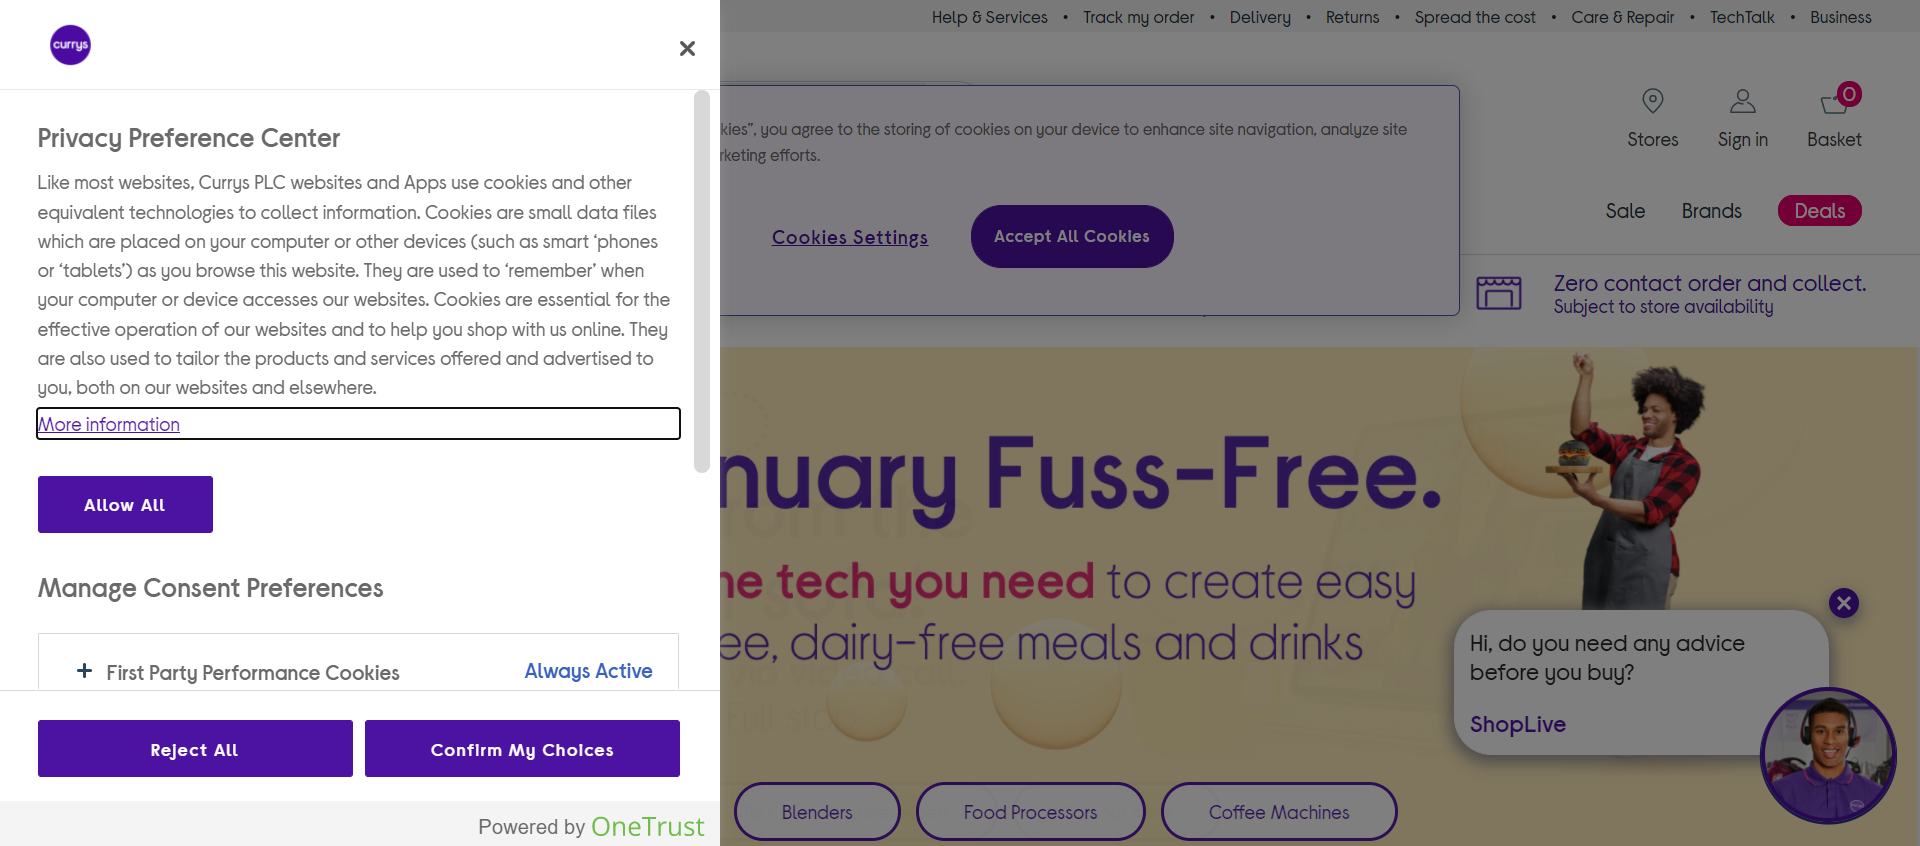 currys
Privacy Preference Center
Like most websites, Currys PLC websites and Apps use cookies and other
equivalent technologies to collect information. Cookies are small data files
which are placed on your computer or other devices (such as smart ‘phones
or ‘tablets’) as you browse this website. They are used to ‘remember’ when
your computer or device accesses our websites. Cookies are essential for the
effective operation of our websites and to help you shop with us online. They
are also used to tailor the products and services offered and advertised to
you, both on our websites and elsewhere.
More information
Allow All
Manage Consent Preferences
+ First Party Performance Cookies Always Active
Reject All Confirm My Choices
Powered by OneTrust
Help & Services • Track my order • Delivery • Returns • Spread the cost • Care & Repair • TechTalk • Business
0
Stores Sign in Basket
kies”, you agree to the storing of cookies on your device to enhance site navigation, analyze site
rketing efforts.
Cookies Settings Accept All Cookies
Sale Brands Deals
Zero contact order and collect.
Subject to store availability
nuary Fuss-Free.
ne tech you need to create easy
ee, dairy-free meals and drinks
Blenders Food Processors Coffee Machines
Hi, do you need any advice
before you buy?
ShopLive